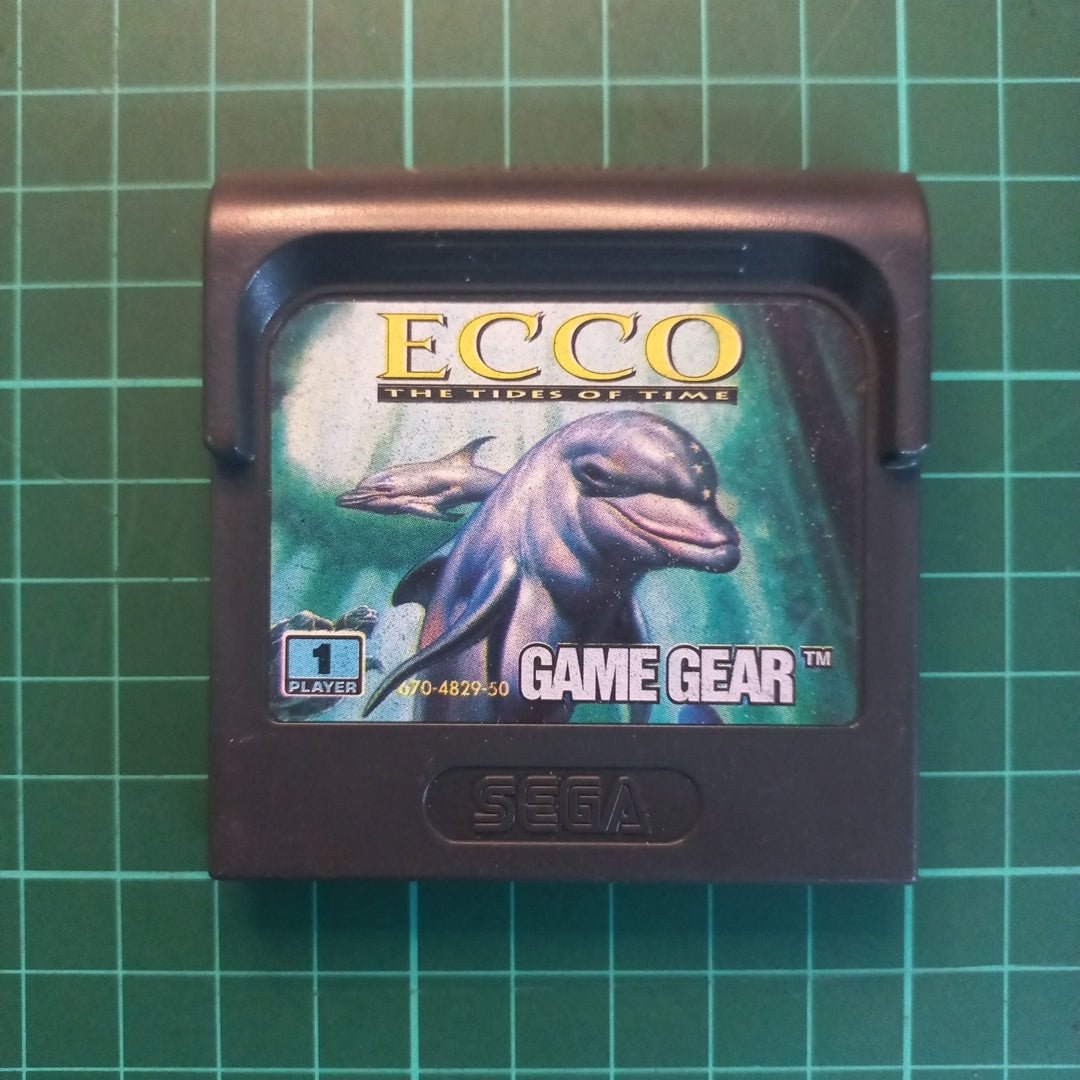 ECCO
THE TIDES OF TIME
1
PLAYER
670-4829-50
GAME GEAR™
SEGA